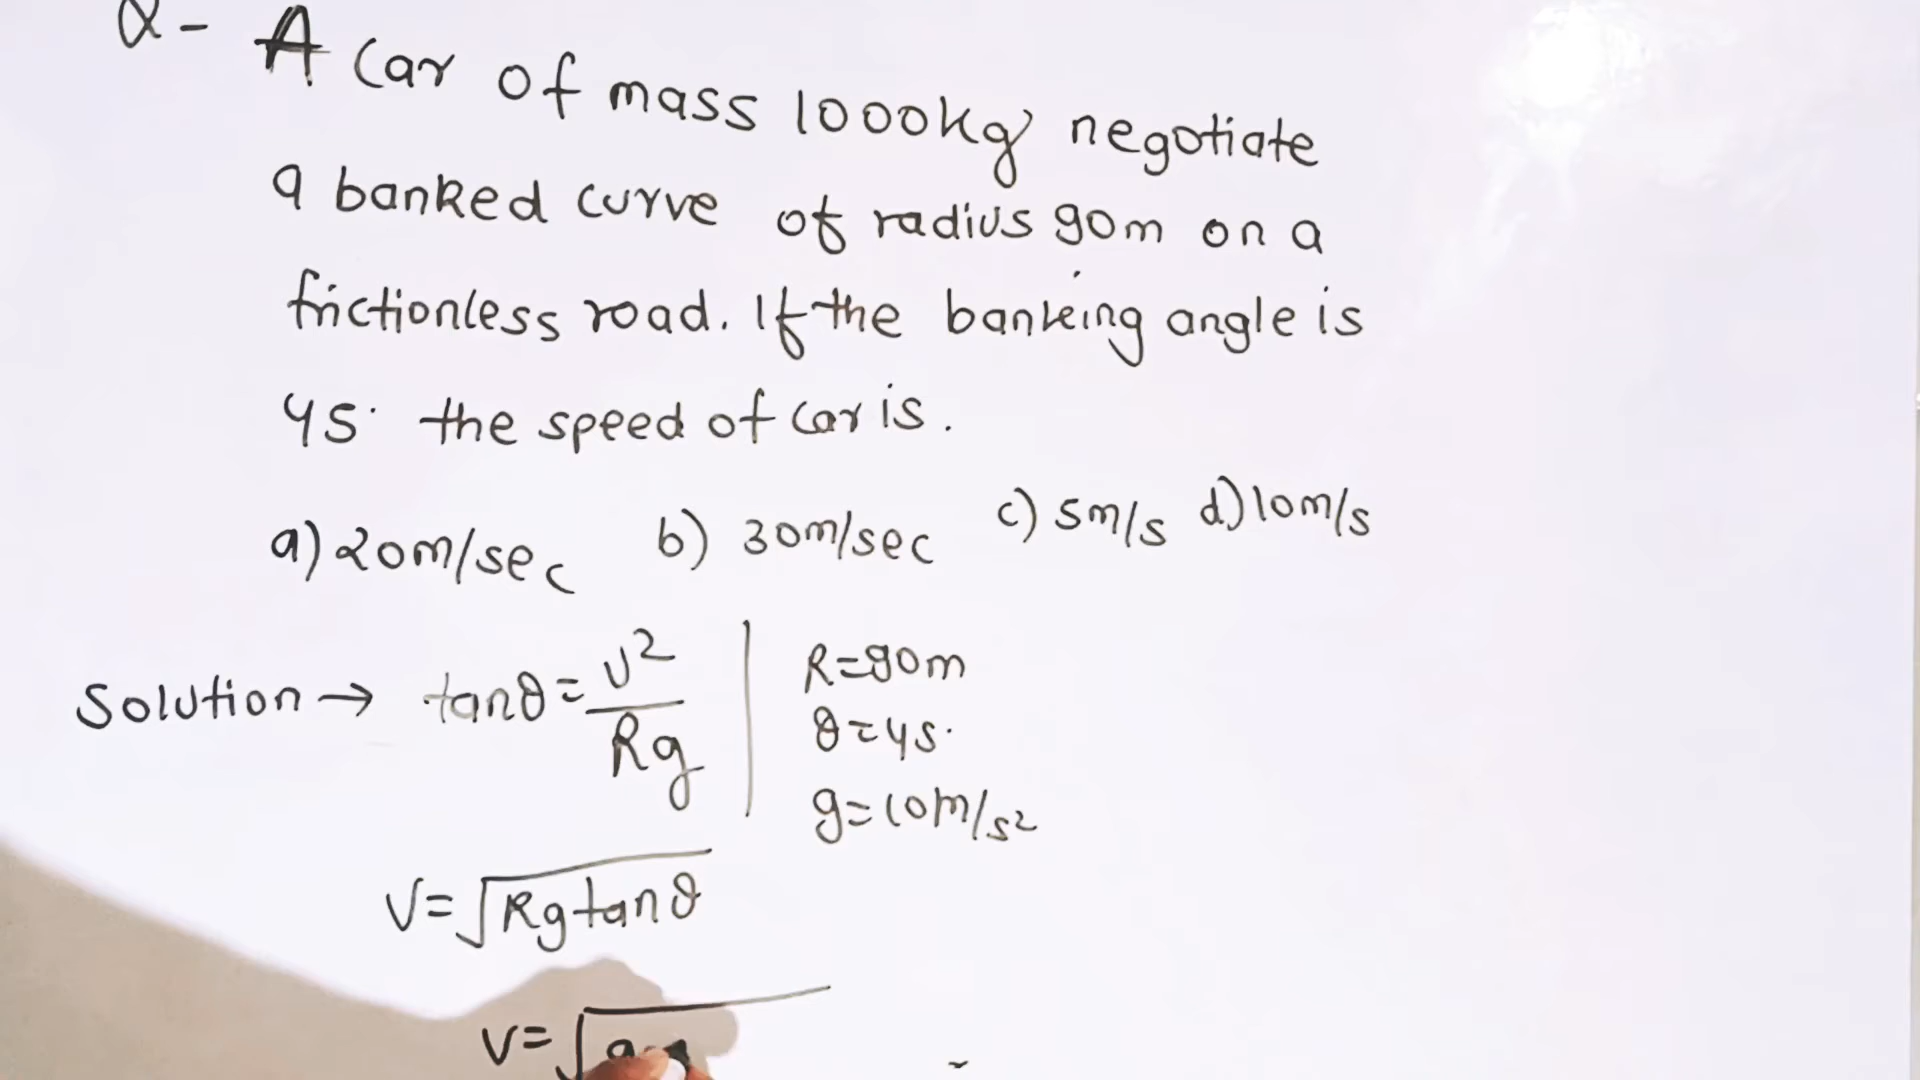 Q- A car of mass 1000kg negotiate
a banked curve of radius 90m on a
frictionless road. If the banking angle is
45° the speed of car is.
a) 20m/sec b) 30m/sec c) 5m/s d) 10m/s
Solution → tanθ = v²/Rg
R=90m
θ=45°
g=10m/s²
V=√Rg tanθ
V=√